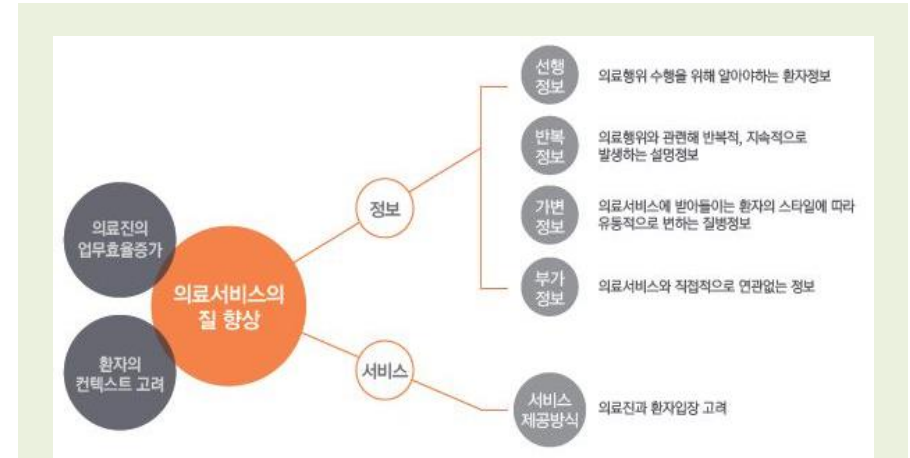 의료진의
업무효율증가
환자의
컨텍스트 고려
의료서비스의
질 향상
정보
서비스
선행
정보
의료행위 수행을 위해 알아야하는 환자정보
반복
정보
의료행위와 관련해 반복적, 지속적으로
발생하는 설명정보
가변
정보
의료서비스에 받아들이는 환자의 스타일에 따라
유동적으로 변하는 질병정보
부가
정보
의료서비스와 직접적으로 연관없는 정보
서비스
제공방식
의료진과 환자입장 고려